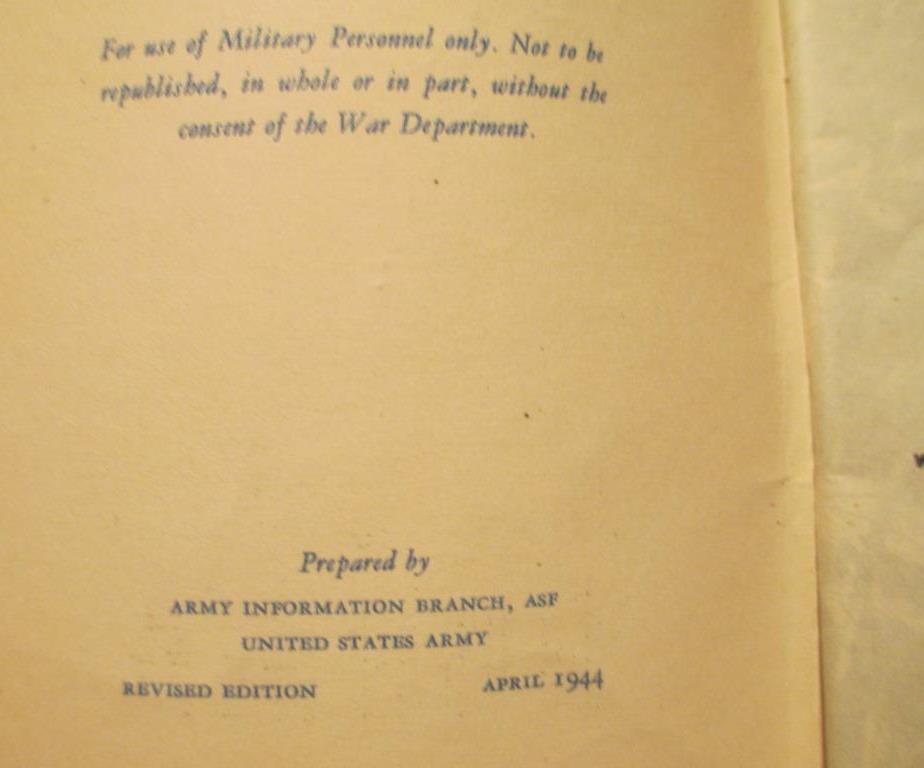 For use of Military Personnel only. Not to be
republished, in whole or in part, without the
consent of the War Department.
Prepared by
ARMY INFORMATION BRANCH, ASF
UNITED STATES ARMY
REVISED EDITION APRIL 1944